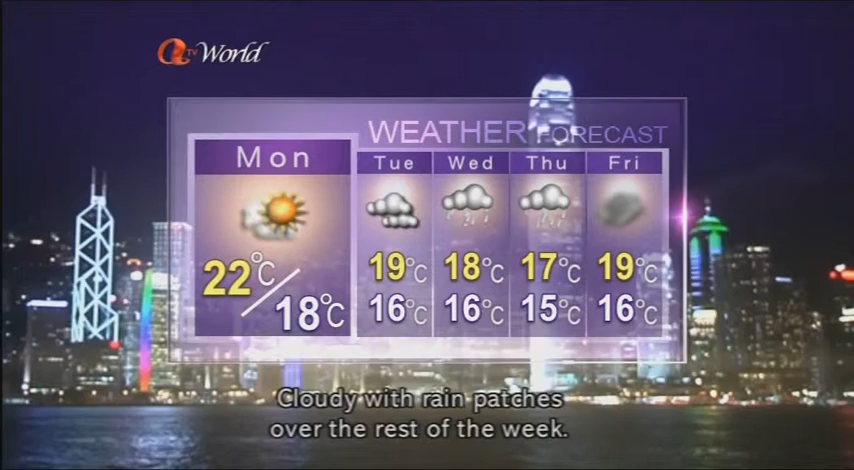 aTV World
WEATHER FORECAST
Mon
22°C/18°C
Tue
19°C
16°C
Wed
18°C
16°C
Thu
17°C
15°C
Fri
19°C
16°C
Cloudy with rain patches
over the rest of the week.